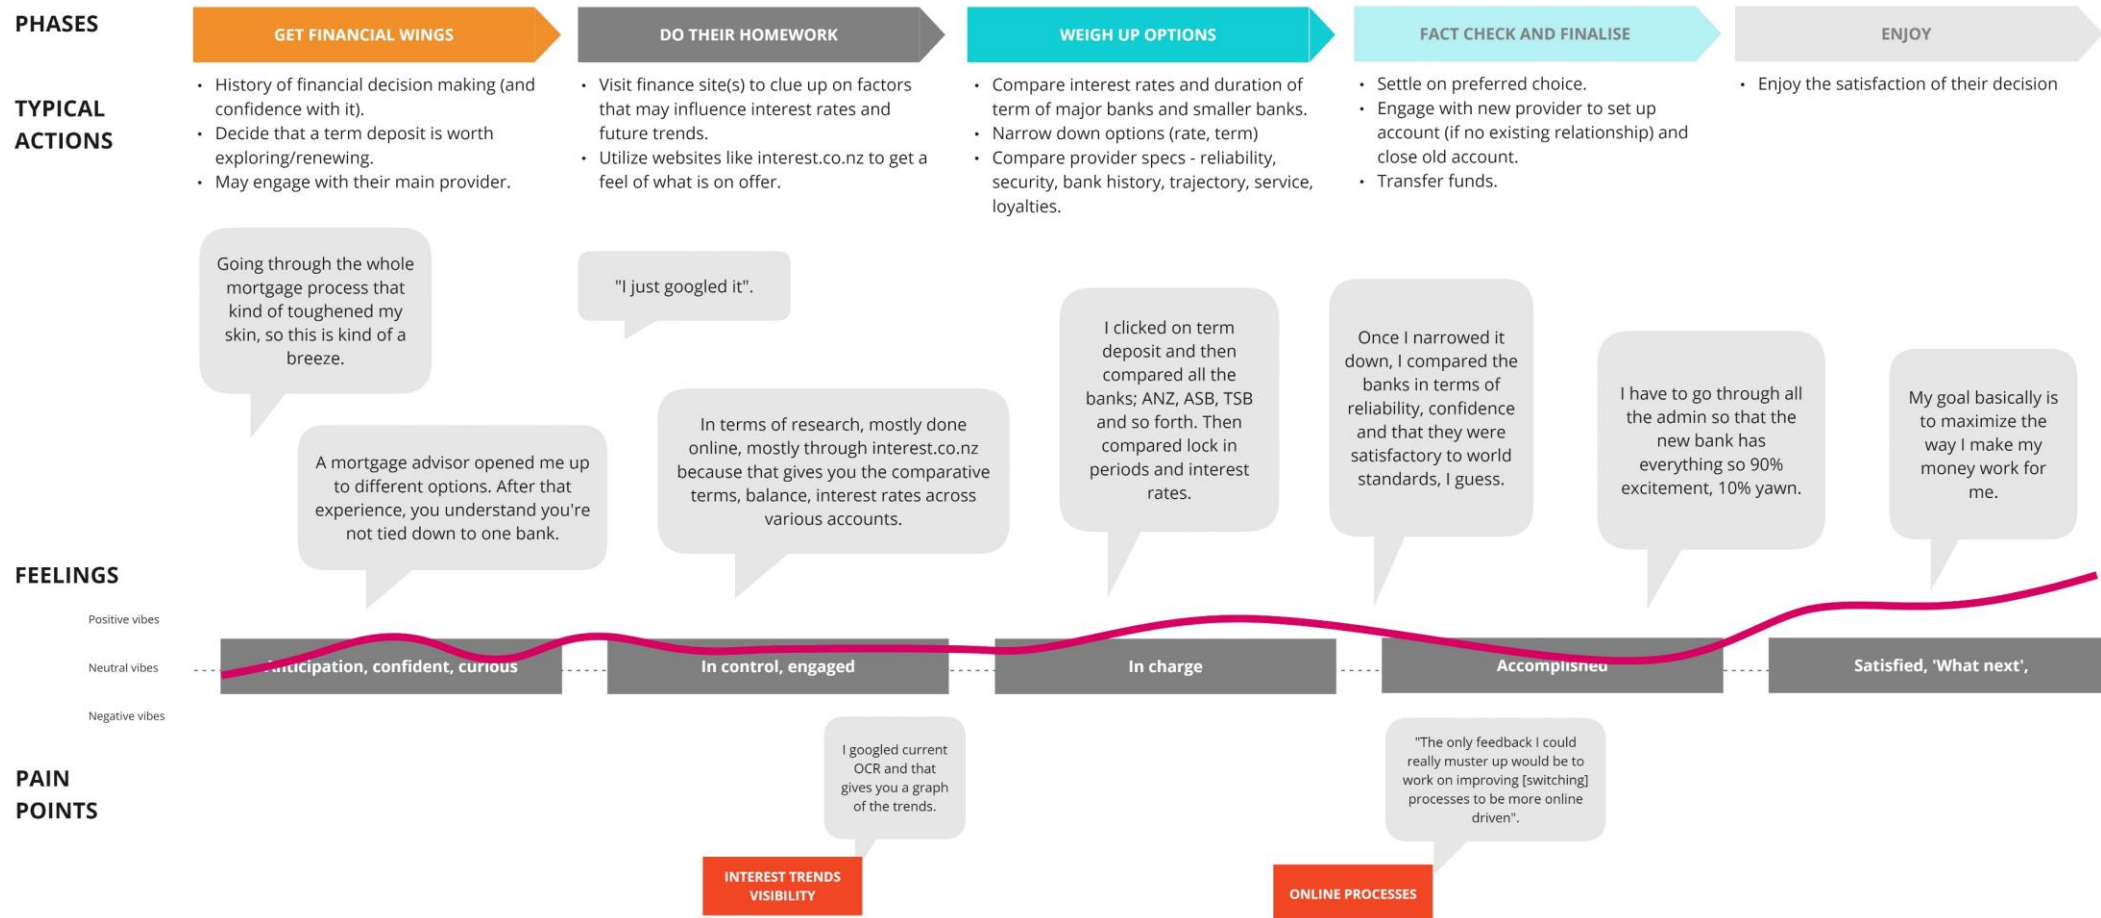 PHASES
GET FINANCIAL WINGS
DO THEIR HOMEWORK
WEIGH UP OPTIONS
FACT CHECK AND FINALISE
ENJOY
TYPICAL
ACTIONS
• History of financial decision making (and
confidence with it).
• Decide that a term deposit is worth
exploring/renewing.
• May engage with their main provider.
• Visit finance site(s) to clue up on factors
that may influence interest rates and
future trends.
• Utilize websites like interest.co.nz to get a
feel of what is on offer.
• Compare interest rates and duration of
term of major banks and smaller banks.
• Narrow down options (rate, term)
• Compare provider specs - reliability,
security, bank history, trajectory, service,
loyalties.
• Settle on preferred choice.
• Engage with new provider to set up
account (if no existing relationship) and
close old account.
• Transfer funds.
• Enjoy the satisfaction of their decision
Going through the whole
mortgage process that
kind of toughened my
skin, so this is kind of a
breeze.
A mortgage advisor opened me up
to different options. After that
experience, you understand you're
not tied down to one bank.
"I just googled it".
In terms of research, mostly done
online, mostly through interest.co.nz
because that gives you the comparative
terms, balance, interest rates across
various accounts.
I clicked on term
deposit and then
compared all the
banks; ANZ, ASB, TSB
and so forth. Then
compared lock in
periods and interest
rates.
Once I narrowed it
down, I compared the
banks in terms of
reliability, confidence
and that they were
satisfactory to world
standards, I guess.
I have to go through all
the admin so that the
new bank has
everything so 90%
excitement, 10% yawn.
My goal basically is
to maximize the
way I make my
money work for
me.
FEELINGS
Positive vibes
Neutral vibes
Negative vibes
Anticipation, confident, curious
In control, engaged
In charge
Accomplished
Satisfied, 'What next',
PAIN
POINTS
I googled current
OCR and that
gives you a graph
of the trends.
INTEREST TRENDS
VISIBILITY
"The only feedback I could
really muster up would be to
work on improving [switching]
processes to be more online
driven".
ONLINE PROCESSES